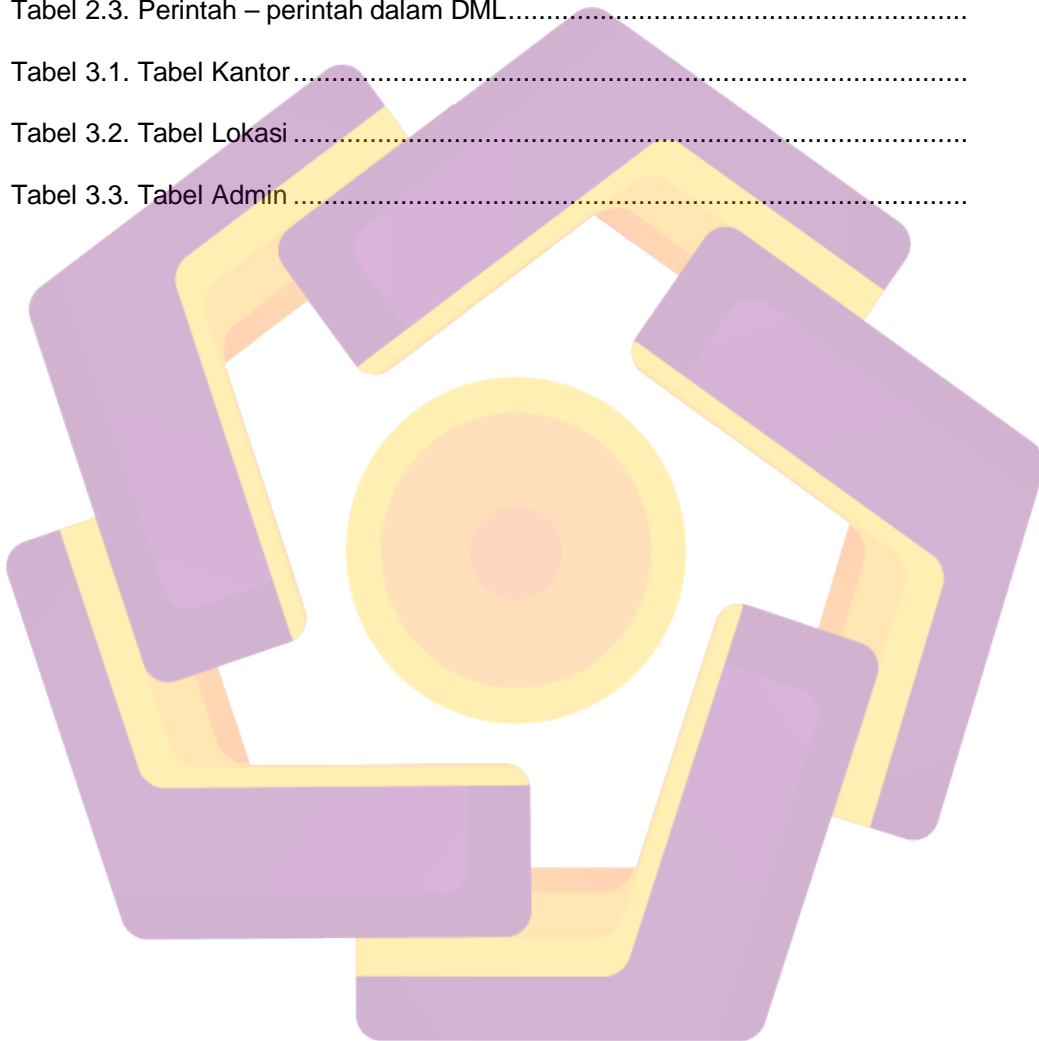 Tabel 2.3. Perintah – perintah dalam DML..........................................................
Tabel 3.1. Tabel Kantor.....................................................................................
Tabel 3.2. Tabel Lokasi.....................................................................................
Tabel 3.3. Tabel Admin.....................................................................................